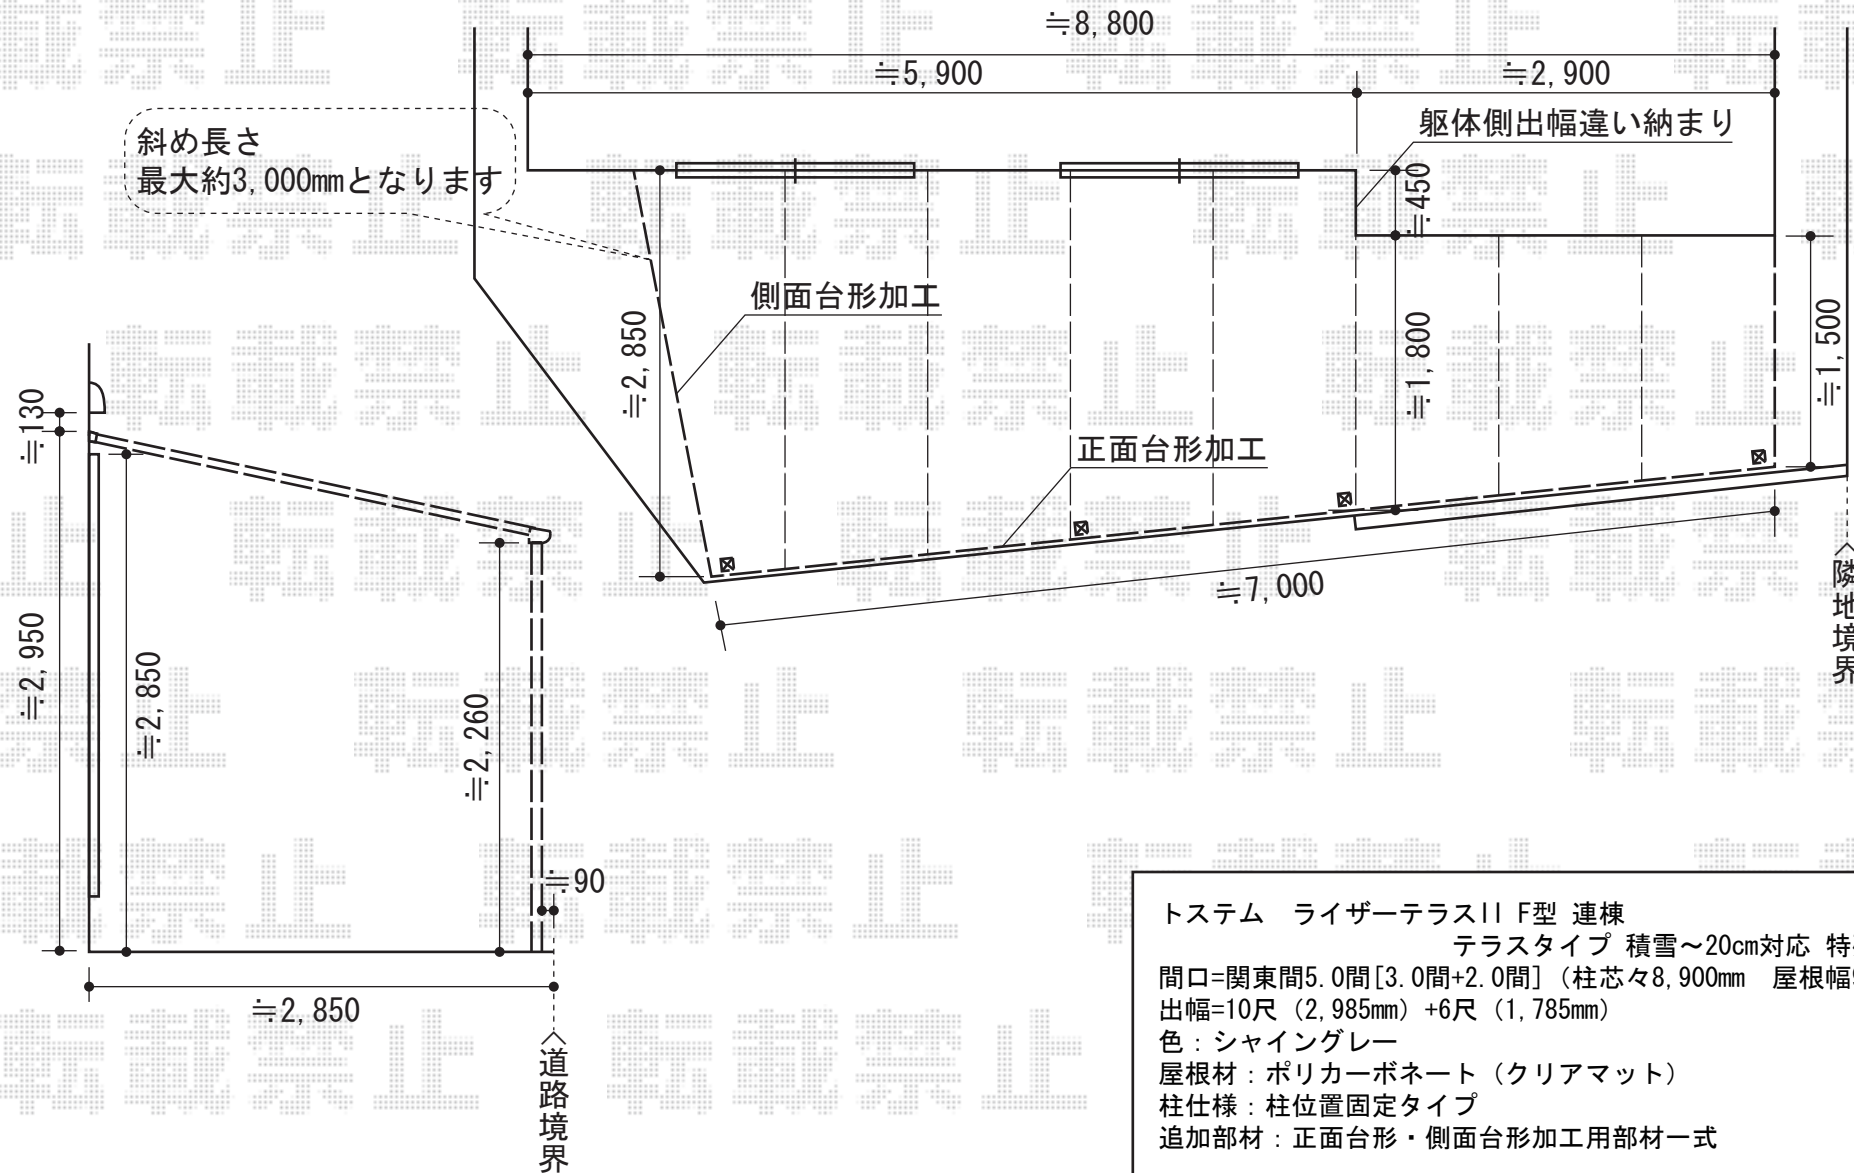 ≒8,800
≒5,900
≒2,900
斜め長さ
最大約3,000mmとなります
躯体側出幅違い納まり
≒450
側面台形加工
≒2,850
≒1,800
≒1,500
正面台形加工
≒7,000
〈隣地境界
≒130
≒2,950
≒2,850
≒2,260
≒90
≒2,850
〈道路境界
トステム ライザーテラスII F型 連棟
テラスタイプ 積雪〜20cm対応
間口=関東間5.0間[3.0間+2.0間]（柱芯々8,900mm 屋根幅
出幅=10尺（2,985mm）+6尺（1,785mm）
色：シャイングレー
屋根材：ポリカーボネート（クリアマット）
柱仕様：柱位置固定タイプ
追加部材：正面台形・側面台形加工用部材一式
転載禁止